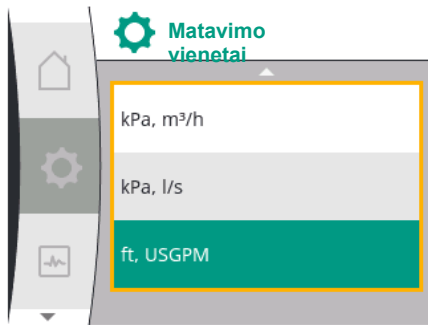 Matavimo
vienetai
kPa, m³/h
kPa, l/s
ft, USGPM